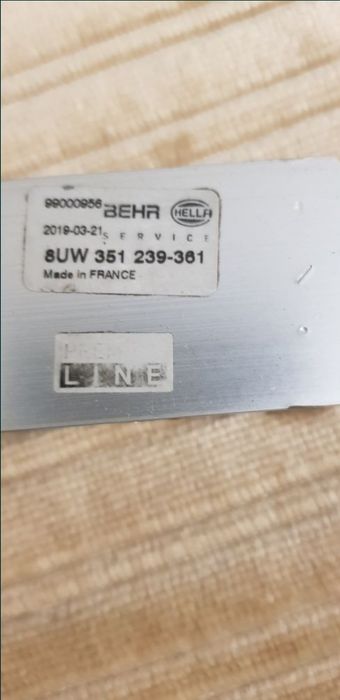 99000956 BEHR HELLA
2019-03-21 SERVICE
8UW 351 239-361
Made in FRANCE
LINE